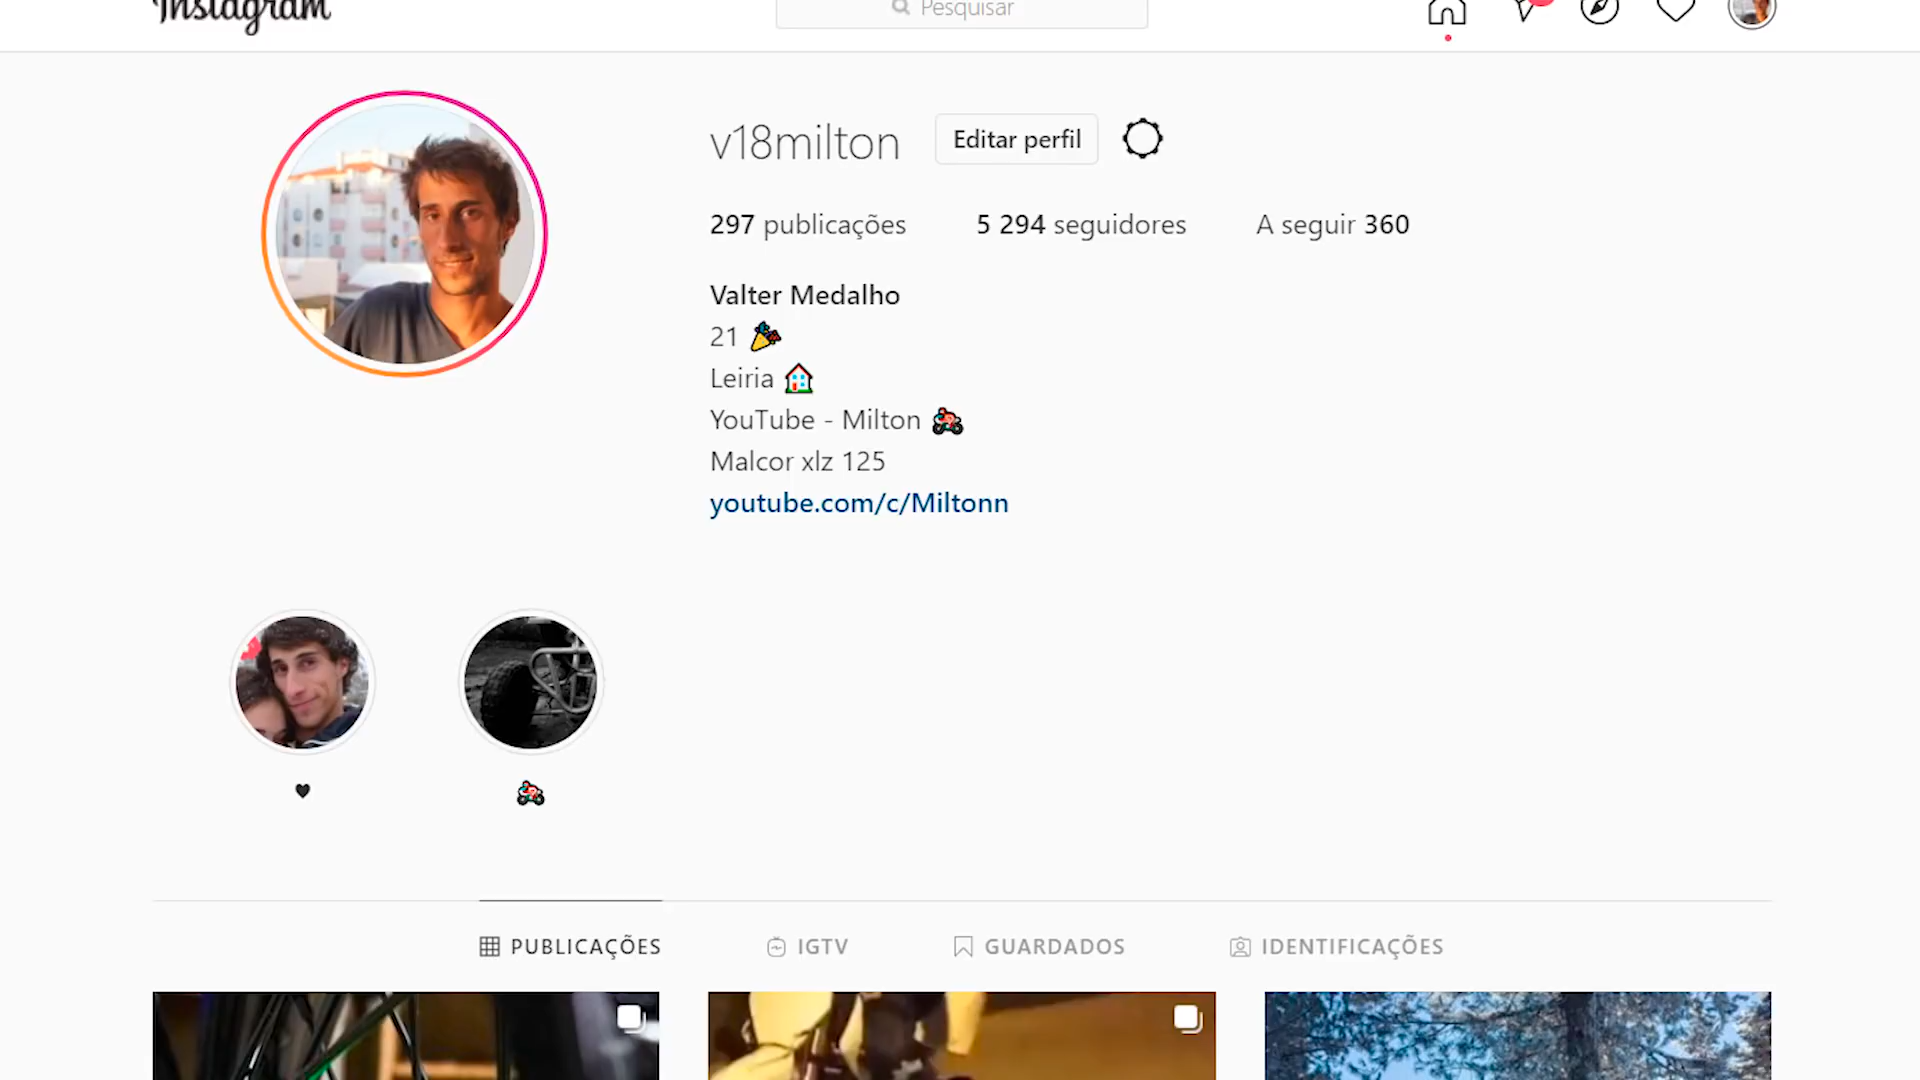 Instagram
Pesquisar
v18milton
Editar perfil
297 publicações 5 294 seguidores A seguir 360
Valter Medalho
21 🎉
Leiria 🏠
YouTube - Milton 🏍
Malcor xlz 125
youtube.com/c/Miltonn
♥ 🏍
PUBLICAÇÕES IGTV GUARDADOS IDENTIFICAÇÕES